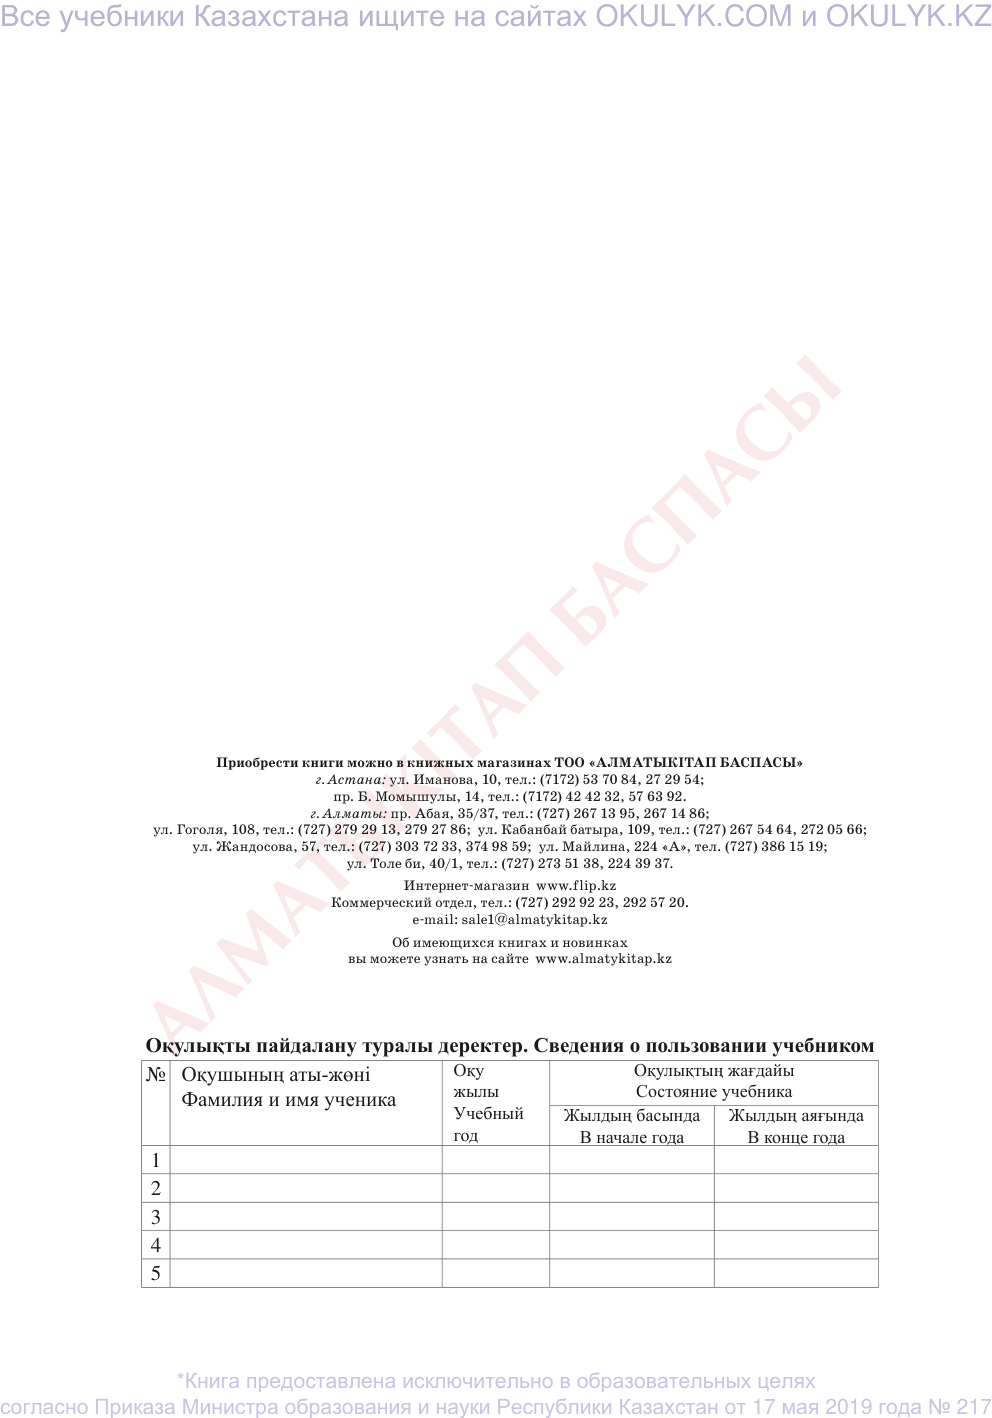 Все учебники Казахстана ищите на сайтах OKULYK.COM и OKULYK.KZ
АЛМАТЫКІТАП БАСПАСЫ
Приобрести книги можно в книжных магазинах ТОО «АЛМАТЫКІТАП БАСПАСЫ»
г. Астана: ул. Иманова, 10, тел.: (7172) 53 70 84, 27 29 54;
пр. Б. Момышулы, 14, тел.: (7172) 42 42 32, 57 63 92.
г. Алматы: пр. Абая, 35/37, тел.: (727) 267 13 95, 267 14 86;
ул. Гоголя, 108, тел.: (727) 279 29 13, 279 27 86; ул. Кабанбай батыра, 109, тел.: (727) 267 54 64, 272 05 66;
ул. Жандосова, 57, тел.: (727) 303 72 33, 374 98 59; ул. Майлина, 224 «А», тел. (727) 386 15 19;
ул. Толе би, 40/1, тел.: (727) 273 51 38, 224 39 37.
Интернет-магазин www.flip.kz
Коммерческий отдел, тел.: (727) 292 92 23, 292 57 20.
e-mail: sale1@almatykitap.kz
Об имеющихся книгах и новинках
вы можете узнать на сайте www.almatykitap.kz
Оқулықты пайдалану туралы деректер. Сведения о пользовании учебником
№
Оқушының аты-жөні
Фамилия и имя ученика
Оқу
жылы
Учебный
год
Оқулықтың жағдайы
Состояние учебника
Жылдың басында
В начале года
Жылдың аяғында
В конце года
1
2
3
4
5
*Книга предоставлена исключительно в образовательных целях
согласно Приказа Министра образования и науки Республики Казахстан от 17 мая 2019 года № 217